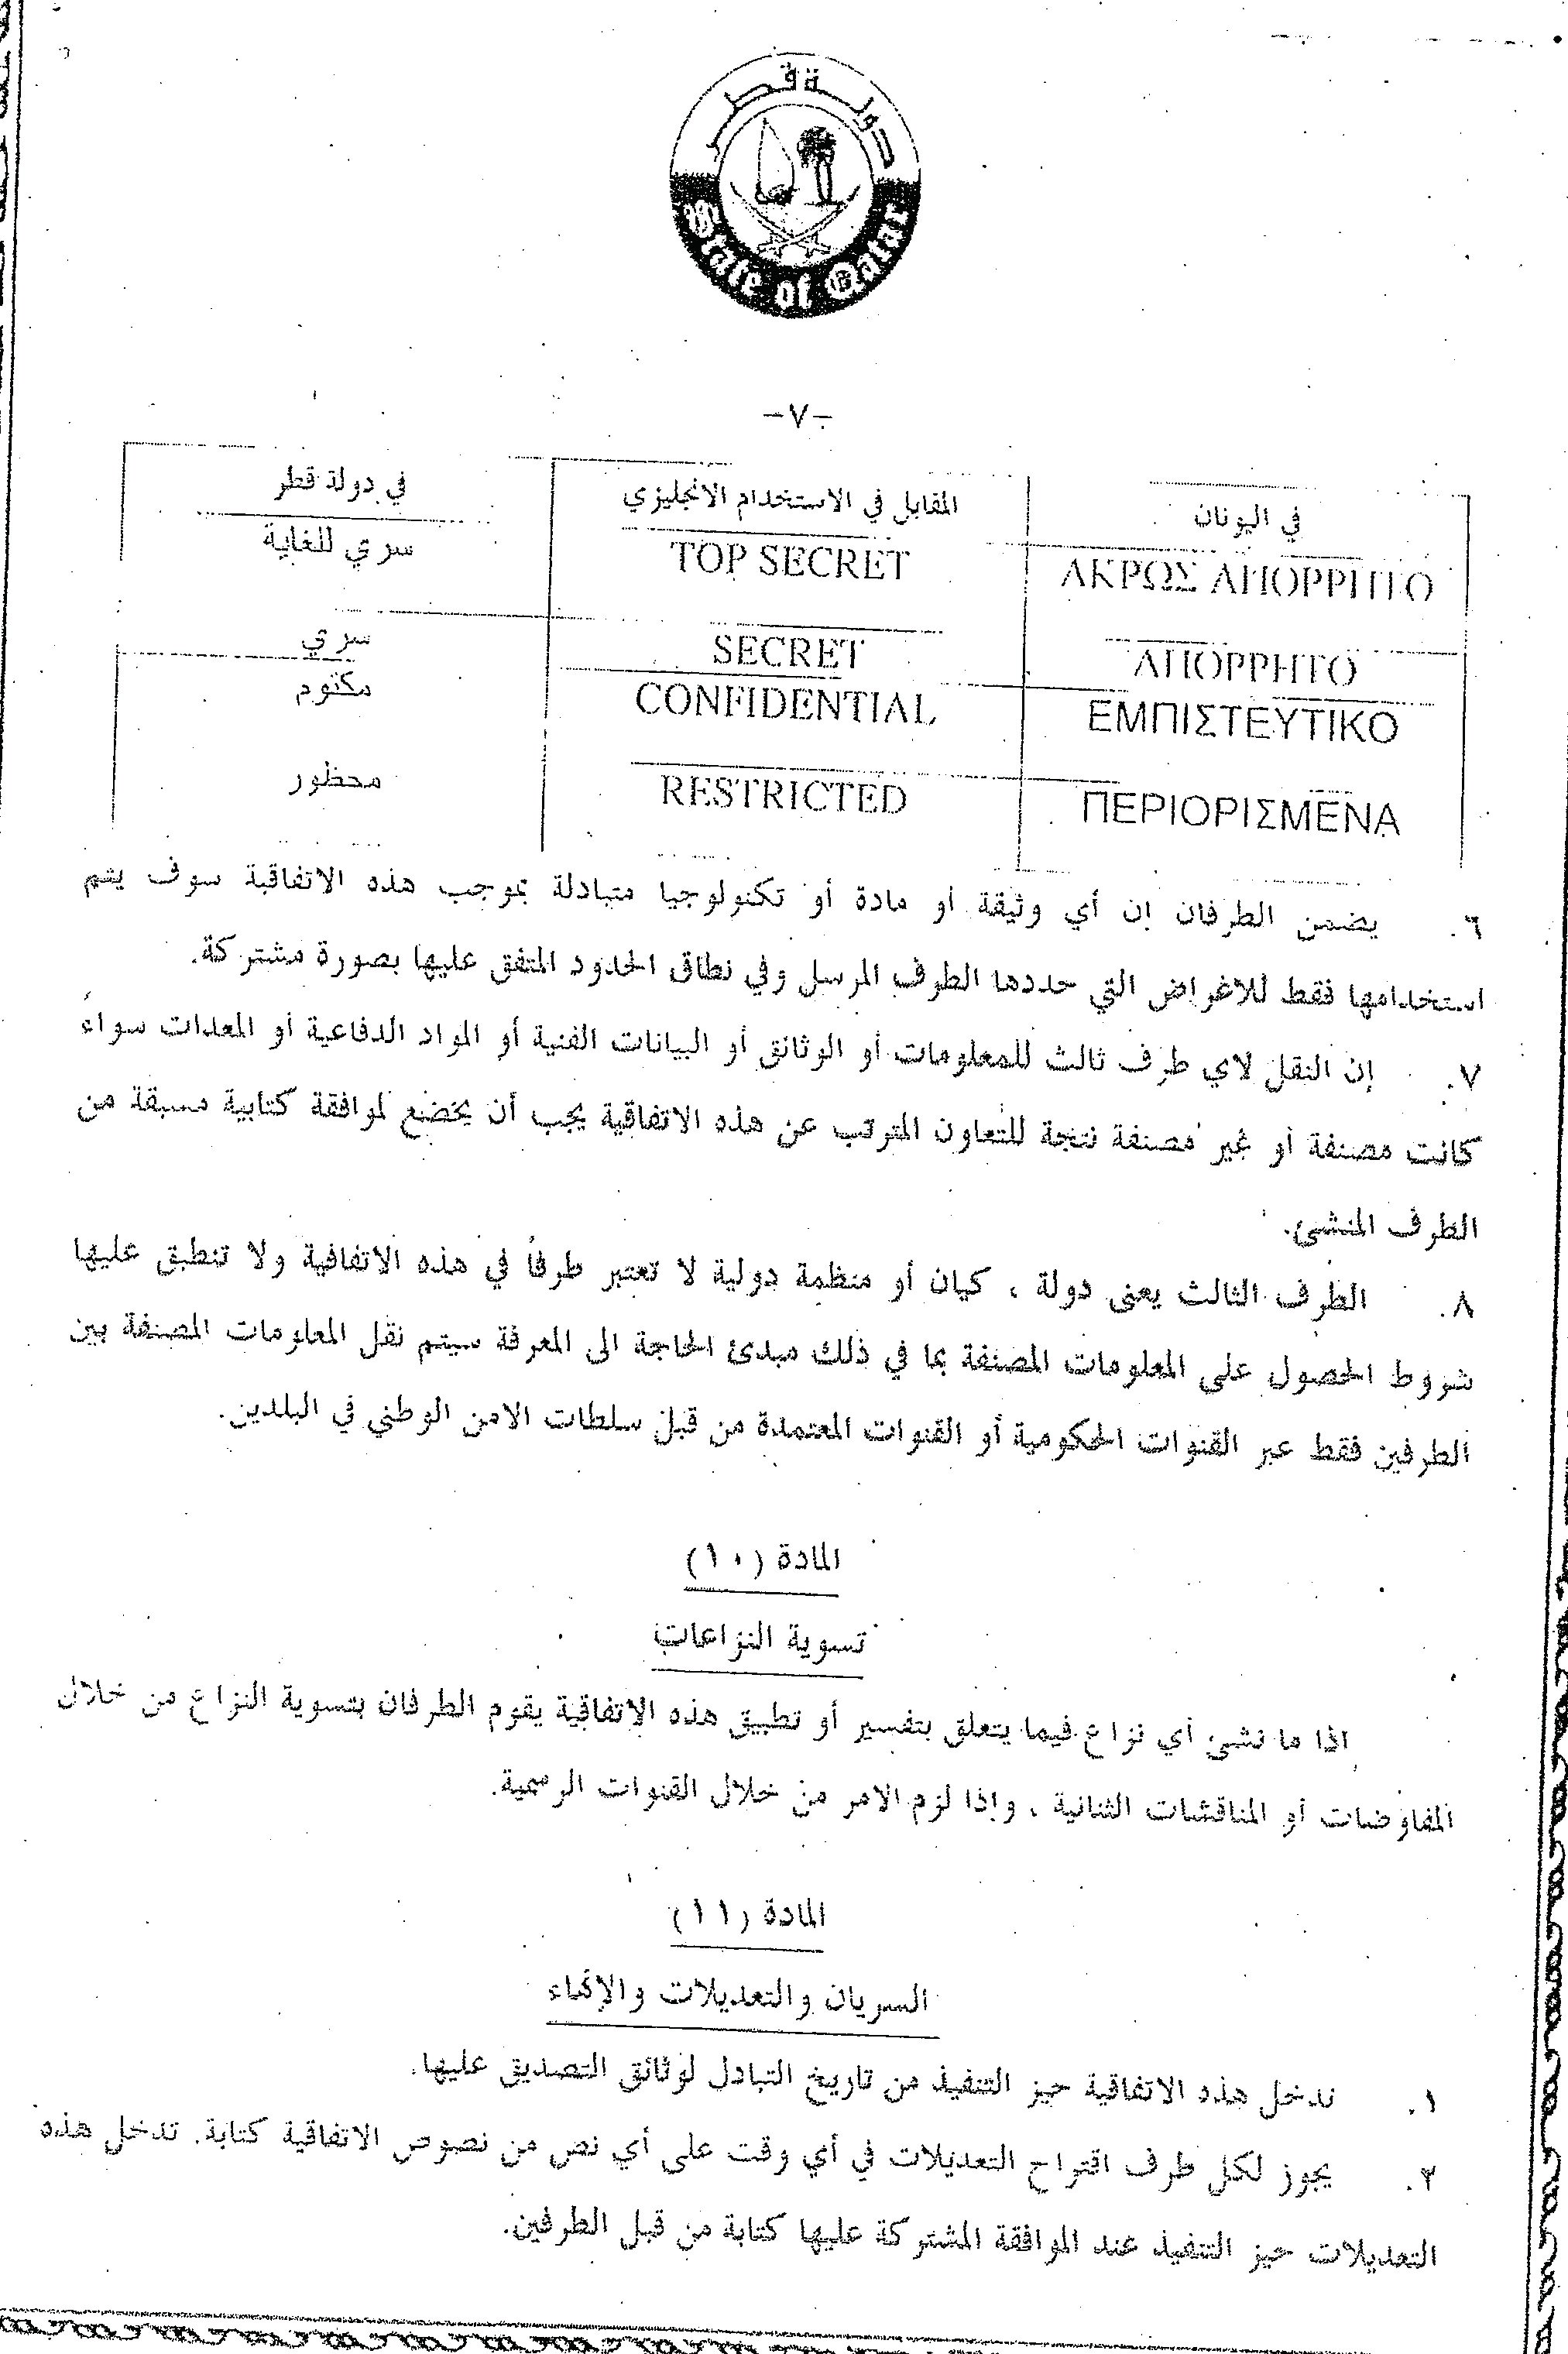 دولة قطر
State of Qatar
-٧-
في اليونان المقابل في الاستخدام الانجليزي في دولة قطر
ΑΚΡΩΣ ΑΠΟΡΡΗΤΟ TOP SECRET سري للغاية
ΑΠΟΡΡΗΤΟ SECRET سري
ΕΜΠΙΣΤΕΥΤΙΚΟ CONFIDENTIAL مكتوم
ΠΕΡΙΟΡΙΣΜΕΝΑ RESTRICTED محظور
٦. يضمن الطرفان ان أي وثيقة او مادة أو تكنولوجيا متبادلة بموجب هذه الاتفاقية سوف يتم
استخدامها فقط للاغراض التي حددها الطرف المرسل وفي نطاق الحدود المتفق عليها بصورة مشتركة.
٧. إن النقل لاي طرف ثالث للمعلومات أو الوثائق أو البيانات الفنية أو المواد الدفاعية أو المعدات سواءً
كانت مصنفة أو غير مصنفة نتيجة للتعاون المترتب عن هذه الاتفاقية يجب أن يخضع لموافقة كتابية مسبقة من
الطرف المنشئ.
٨. الطرف الثالث يعنى دولة ، كيان أو منظمة دولية لا تعتبر طرفاً في هذه الاتفاقية ولا تنطبق عليها
شروط الحصول على المعلومات المصنفة بما في ذلك مبدئ الحاجة الى المعرفة سيتم نقل المعلومات المصنفة بين
الطرفين فقط عبر القنوات الحكومية أو القنوات المعتمدة من قبل سلطات الامن الوطني في البلدين.
المادة (١٠)
تسوية النزاعات
اذا ما نشئ أي نزاع فيما يتعلق بتفسير أو تطبيق هذه الاتفاقية يقوم الطرفان بتسوية النزاع من خلال
المفاوضات أو المناقشات الثنائية ، وإذا لزم الامر من خلال القنوات الرسمية.
المادة (١١)
السريان والتعديلات والإنهاء
١. تدخل هذه الاتفاقية حيز التنفيذ من تاريخ التبادل لوثائق التصديق عليها.
٢. يجوز لكل طرف اقتراح التعديلات في أي وقت على أي نص من نصوص الاتفاقية كتابة. تدخل هذه
التعديلات حيز التنفيذ عند الموافقة المشتركة عليها كتابة من قبل الطرفين.